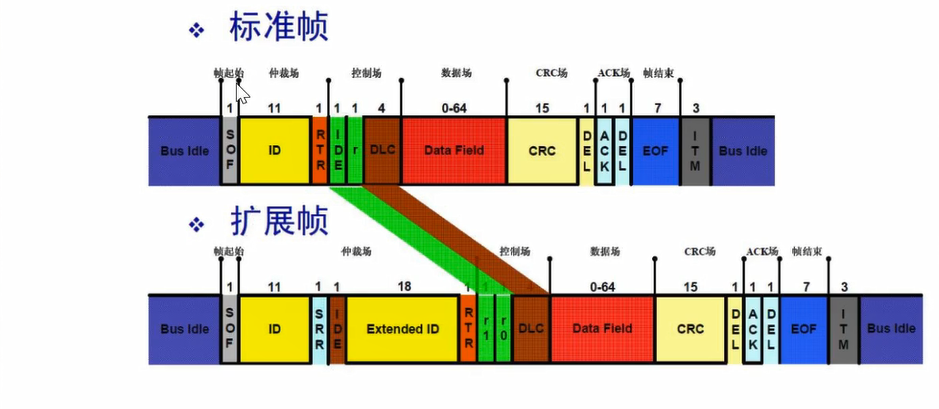 ❖ 标准帧
帧起始 仲裁场 控制场 数据场 CRC场 ACK场 帧结束
1 11 1 1 1 4 0-64 15 1 1 1 7 3
Bus Idle SOF ID RTR IDE r DLC Data Field CRC DEL ACK DEL EOF ITM Bus Idle
❖ 扩展帧
帧起始 仲裁场 控制场 数据场 CRC场 ACK场 帧结束
1 11 1 1 18 1 0-64 15 1 1 1 7 3
Bus Idle SOF ID SRR IDE Extended ID RTR r1 r0 DLC Data Field CRC DEL ACK DEL EOF ITM Bus Idle